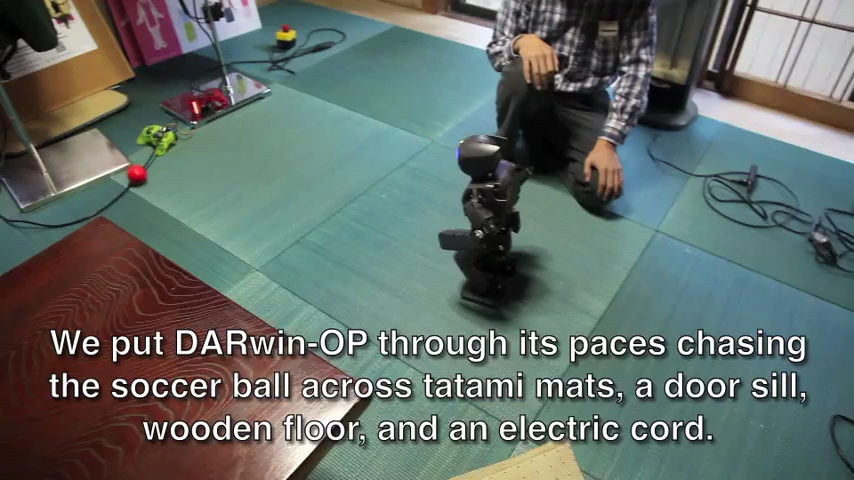 We put DARwin-OP through its paces chasing
the soccer ball across tatami mats, a door sill,
wooden floor, and an electric cord.